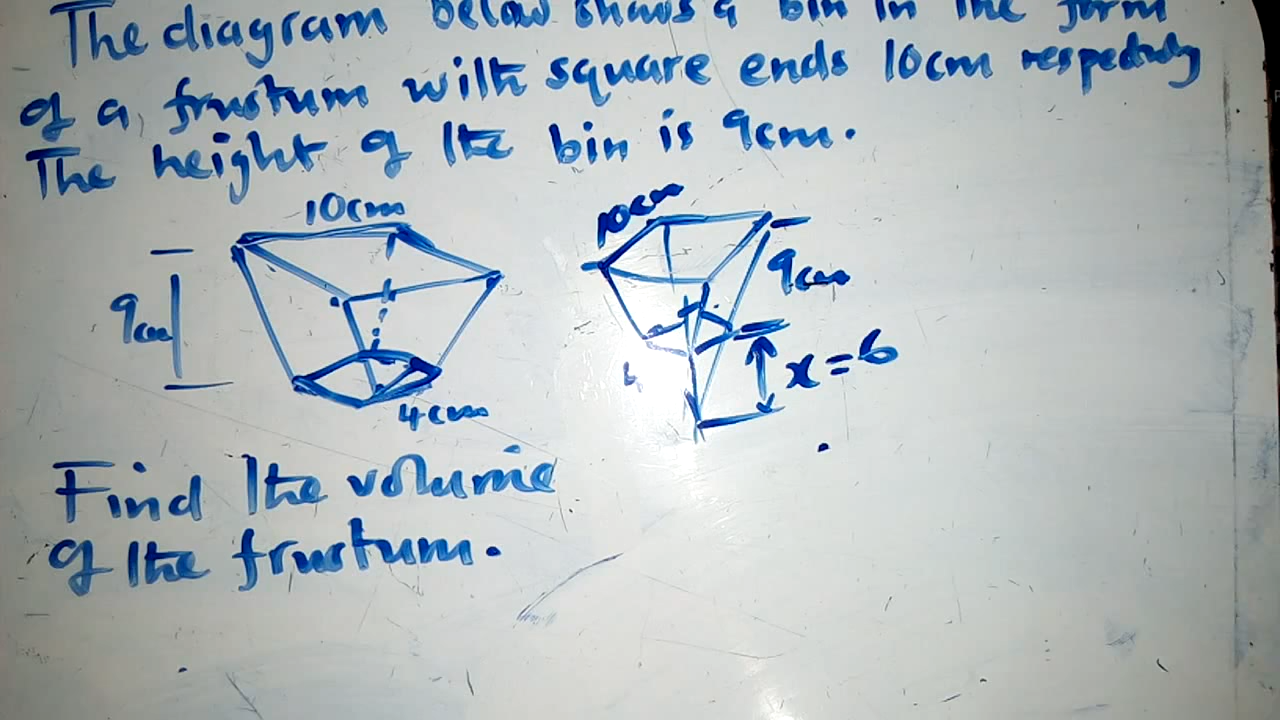 The diagram below shows a bin in the form
of a frustum with square ends 10cm respectively
The height of the bin is 9cm.
10cm
10cm
9cm
9cm
x=6
4cm
Find the volume
of the frustum.